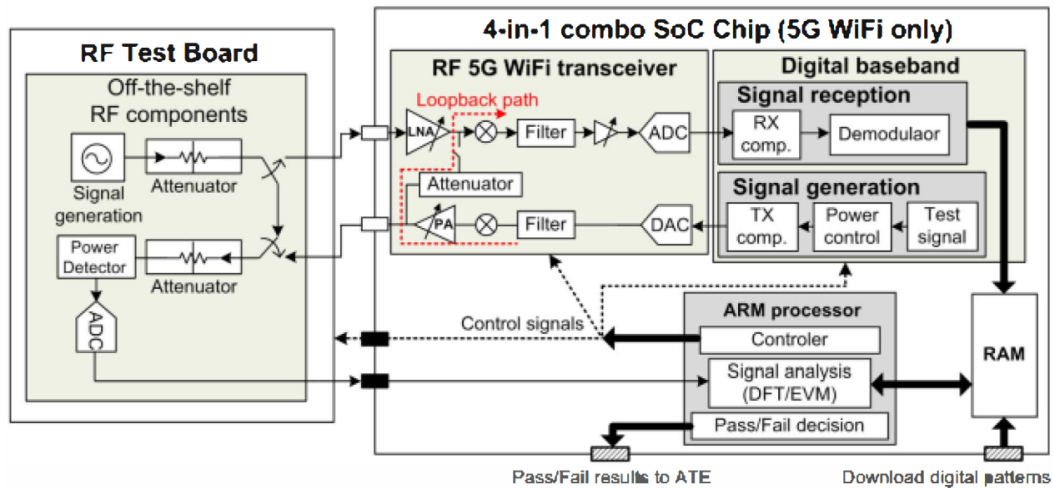 RF Test Board
Off-the-shelf
RF components
Signal
generation
Attenuator
Power
Detector
Attenuator
ADC
4-in-1 combo SoC Chip (5G WiFi only)
RF 5G WiFi transceiver
Loopback path
LNA
Filter
ADC
Attenuator
PA
Filter
DAC
Digital baseband
Signal reception
RX
comp.
Demodulaor
Signal generation
TX
comp.
Power
control
Test
signal
Control signals
ARM processor
Controler
Signal analysis
(DFT/EVM)
Pass/Fail decision
RAM
Pass/Fail results to ATE
Download digital patterns